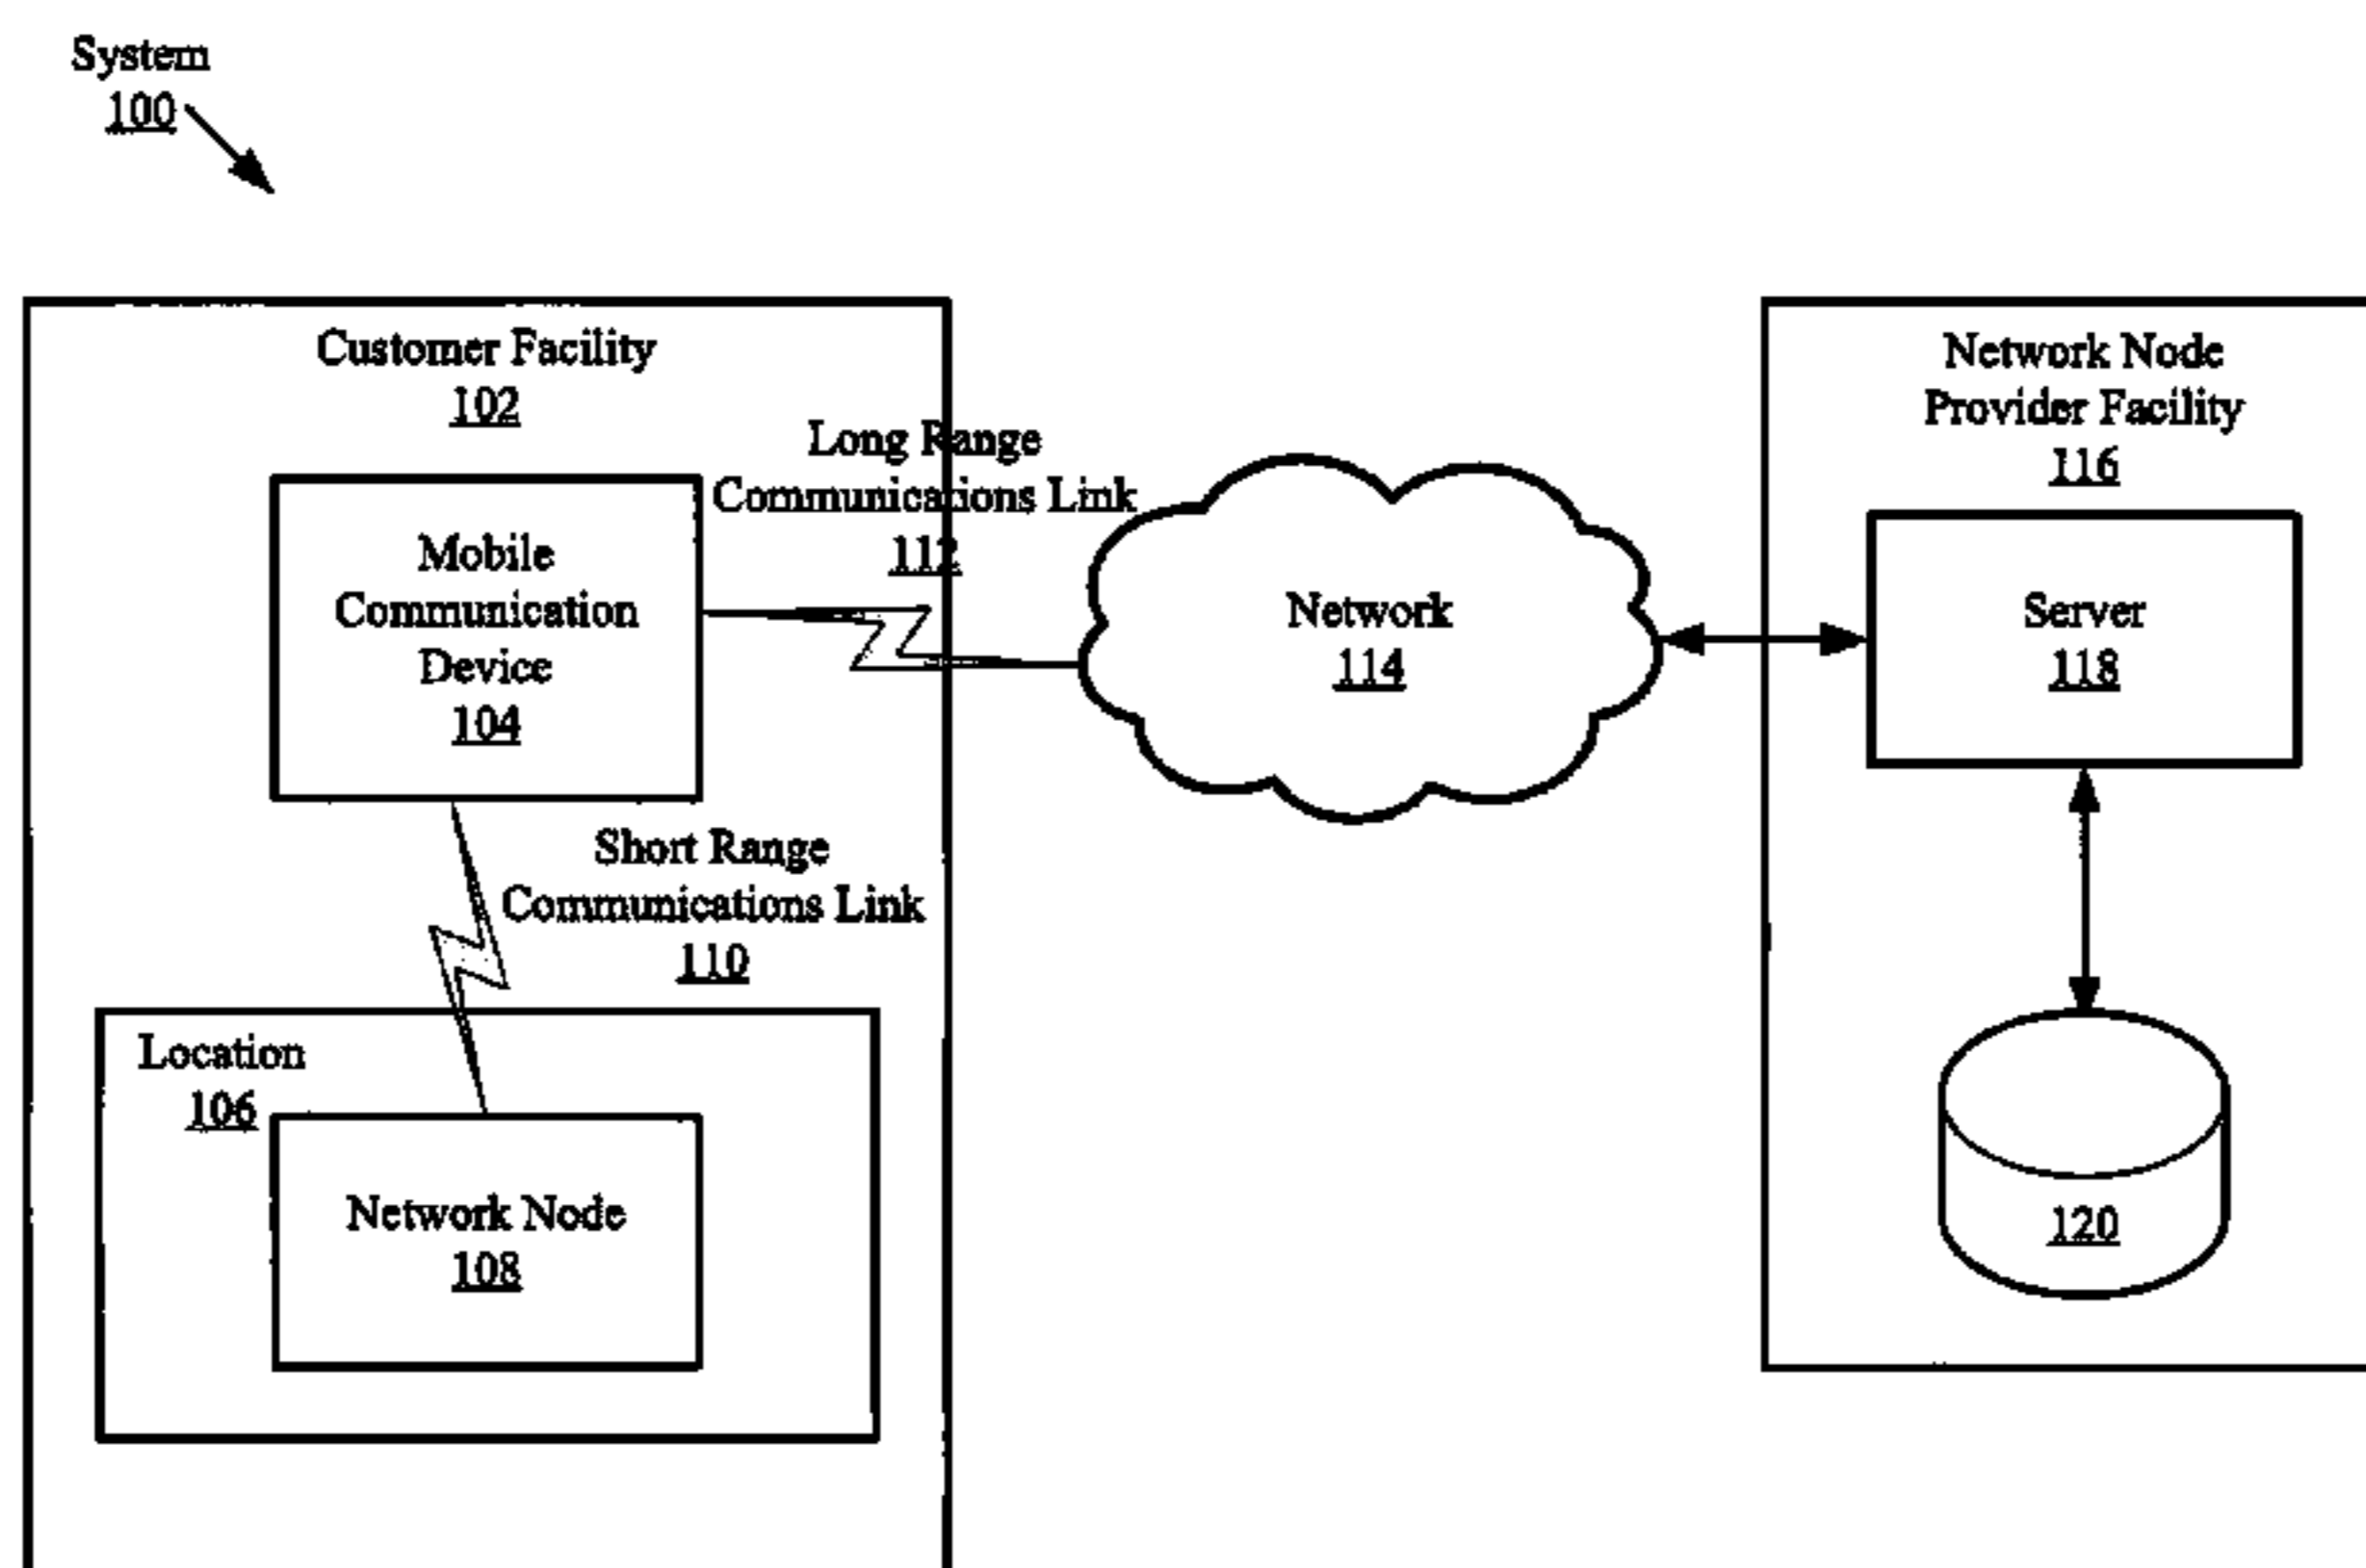 System
100
Customer Facility
102
Long Range
Communications Link
112
Mobile
Communication
Device
104
Short Range
Communications Link
110
Location
106
Network Node
108
Network
114
Network Node
Provider Facility
116
Server
118
120